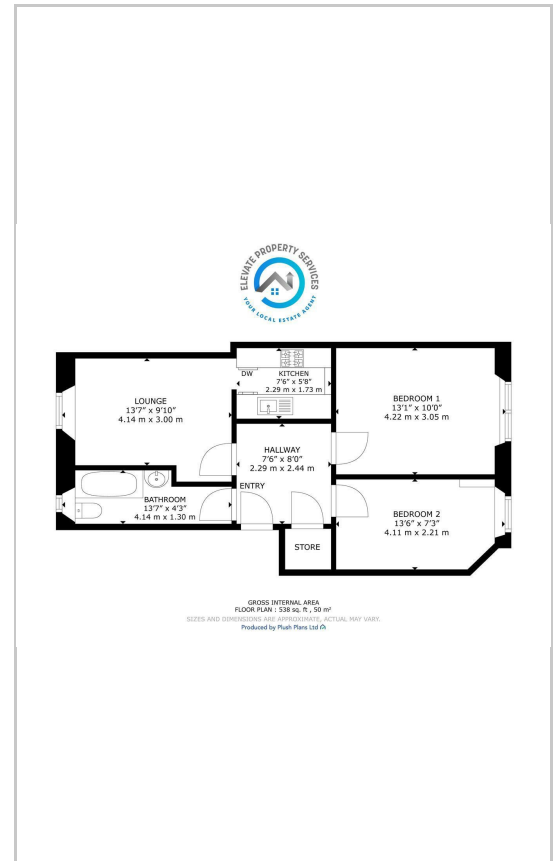 ELEVATE PROPERTY SERVICES
YOUR LOCAL ESTATE AGENT
DW
KITCHEN
7'6" x 5'8"
2.29 m x 1.73 m
LOUNGE
13'7" x 9'10"
4.14 m x 3.00 m
BEDROOM 1
13'1" x 10'0"
4.22 m x 3.05 m
HALLWAY
7'6" x 8'0"
2.29 m x 2.44 m
ENTRY
BATHROOM
13'7" x 4'3"
4.14 m x 1.30 m
BEDROOM 2
13'6" x 7'3"
4.11 m x 2.21 m
STORE
GROSS INTERNAL AREA
FLOOR PLAN : 538 sq. ft , 50 m²
SIZES AND DIMENSIONS ARE APPROXIMATE, ACTUAL MAY VARY.
Produced by Plush Plans Ltd